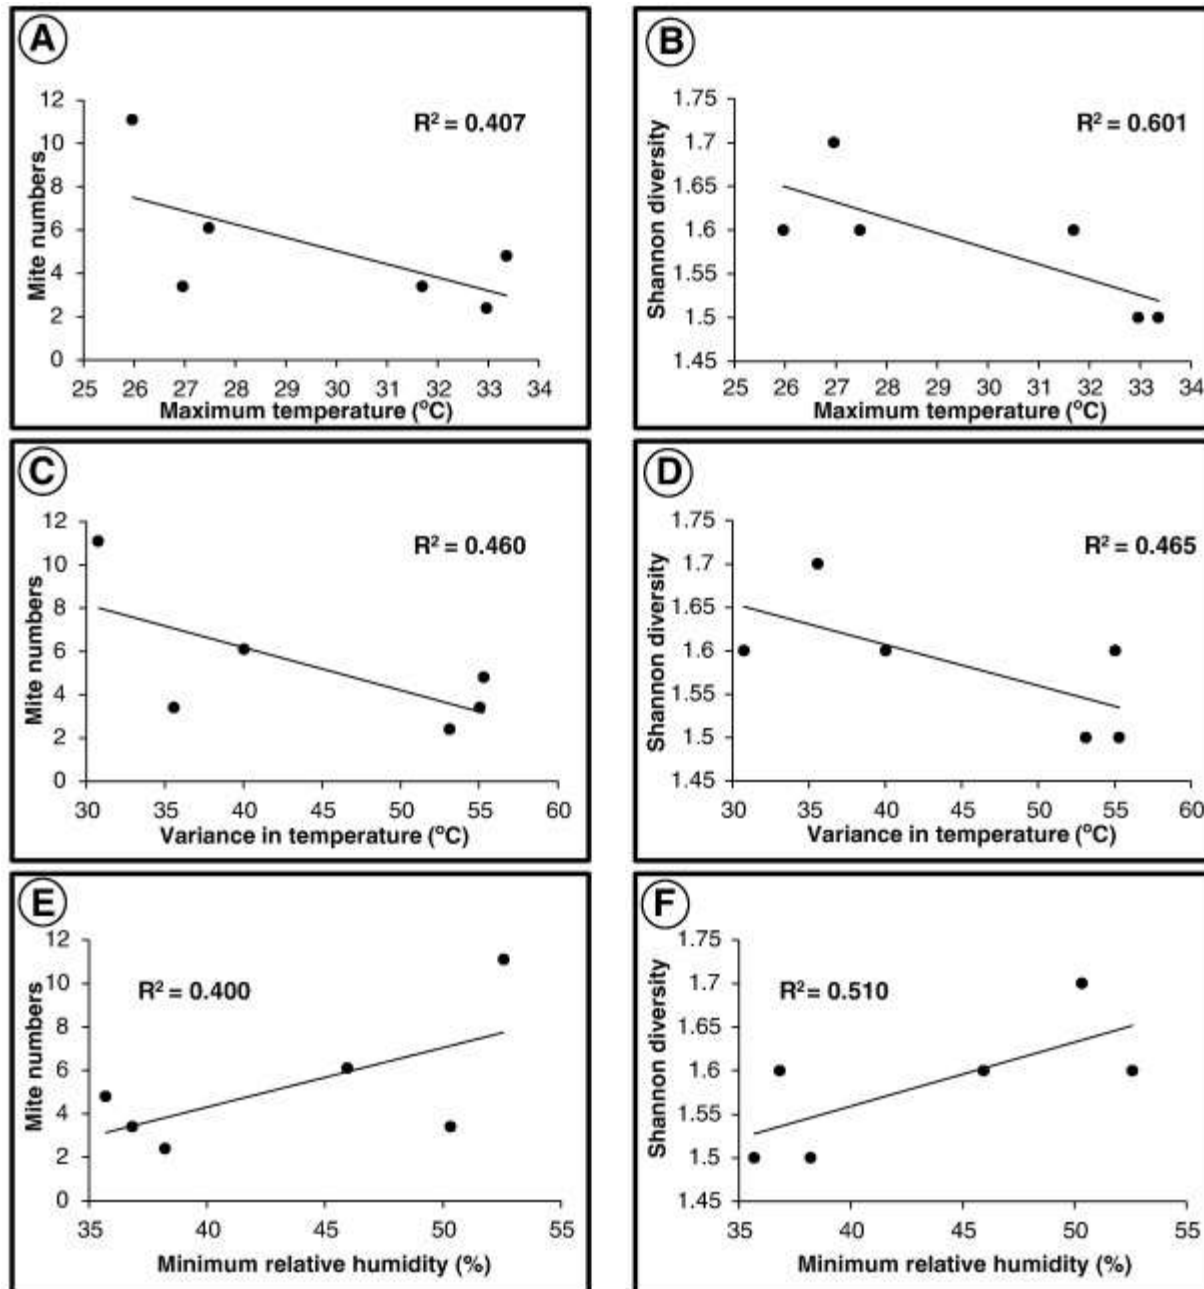 A
Mite numbers
12
10
8
6
4
2
0
R² = 0.407
25 26 27 28 29 30 31 32 33 34
Maximum temperature (°C)
B
Shannon diversity
1.75
1.7
1.65
1.6
1.55
1.5
1.45
R² = 0.601
25 26 27 28 29 30 31 32 33 34
Maximum temperature (°C)
C
Mite numbers
12
10
8
6
4
2
0
R² = 0.460
30 35 40 45 50 55 60
Variance in temperature (°C)
D
Shannon diversity
1.75
1.7
1.65
1.6
1.55
1.5
1.45
R² = 0.465
30 35 40 45 50 55 60
Variance in temperature (°C)
E
Mite numbers
12
10
8
6
4
2
0
R² = 0.400
35 40 45 50 55
Minimum relative humidity (%)
F
Shannon diversity
1.75
1.7
1.65
1.6
1.55
1.5
1.45
R² = 0.510
35 40 45 50 55
Minimum relative humidity (%)